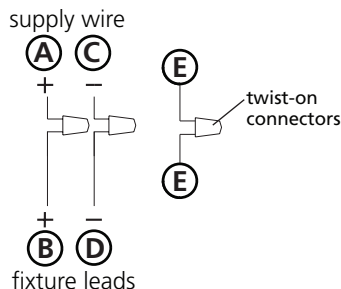 supply wire
A C
E
+ −
twist-on
connectors
E
+ −
B D
fixture leads